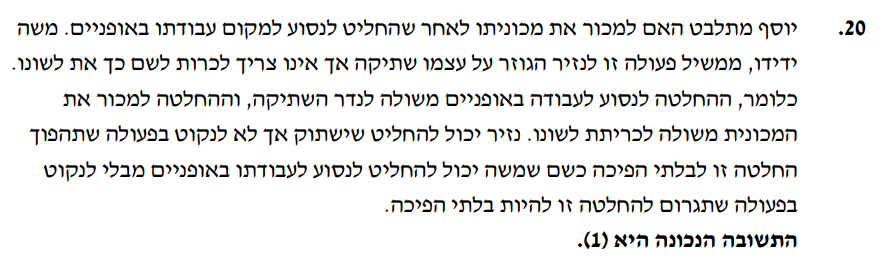 20. יוסף מתלבט האם למכור את מכוניתו לאחר שהחליט לנסוע למקום עבודתו באופניים. משה
ידידו, ממשיל פעולה זו לנזיר הגוזר על עצמו שתיקה אך אינו צריך לכרות לשם כך את לשונו.
כלומר, ההחלטה לנסוע לעבודה באופניים משולה לנדר השתיקה, וההחלטה למכור את
המכונית משולה לכריתת לשונו. נזיר יכול להחליט שישתוק אך לא לנקוט בפעולה שתהפוך
החלטה זו לבלתי הפיכה כשם שמשה יכול להחליט לנסוע לעבודתו באופניים מבלי לנקוט
בפעולה שתגרום להחלטה זו להיות בלתי הפיכה.
התשובה הנכונה היא (1).